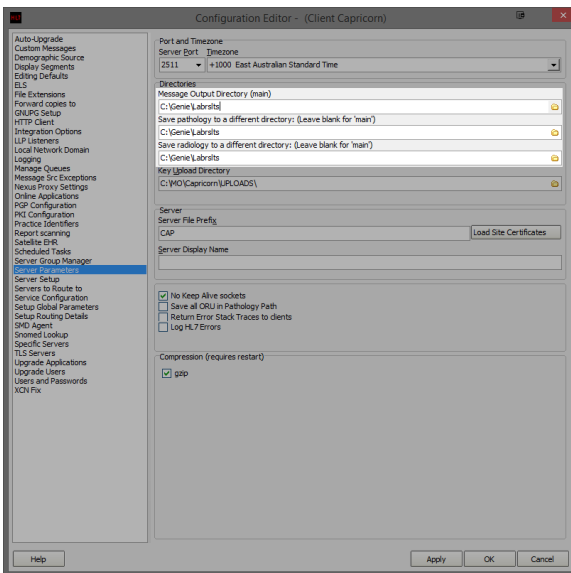 Configuration Editor - (Client Capricorn)
Auto-Upgrade
Custom Messages
Demographic Source
Display Segments
Editing Defaults
ELS
File Extensions
Forward copies to
GNUPG Setup
HTTP Client
Integration Options
LLP Listeners
Local Network Domain
Logging
Manage Queues
Message Src Exceptions
Nexus Proxy Settings
Online Applications
PGP Configuration
PKI Configuration
Practice Identifiers
Report scanning
Satellite EHR
Scheduled Tasks
Server Group Manager
Server Parameters
Server Setup
Servers to Route to
Service Configuration
Setup Global Parameters
Setup Routing Details
SMD Agent
Snomed Lookup
Specific Servers
TLS Servers
Upgrade Applications
Upgrade Users
Users and Passwords
XCN Fix
Port and Timezone
Server Port Timezone
2511 +1000 East Australian Standard Time
Directories
Message Output Directory (main)
C:\Genie\Labrslts
Save pathology to a different directory: (Leave blank for 'main')
C:\Genie\Labrslts
Save radiology to a different directory: (Leave blank for 'main')
C:\Genie\Labrslts
Key Upload Directory
C:\MO\Capricorn\UPLOADS\
Server
Server File Prefix
CAP Load Site Certificates
Server Display Name
No Keep Alive sockets
Save all ORU in Pathology Path
Return Error Stack Traces to clients
Log HL7 Errors
Compression (requires restart)
gzip
Help Apply OK Cancel